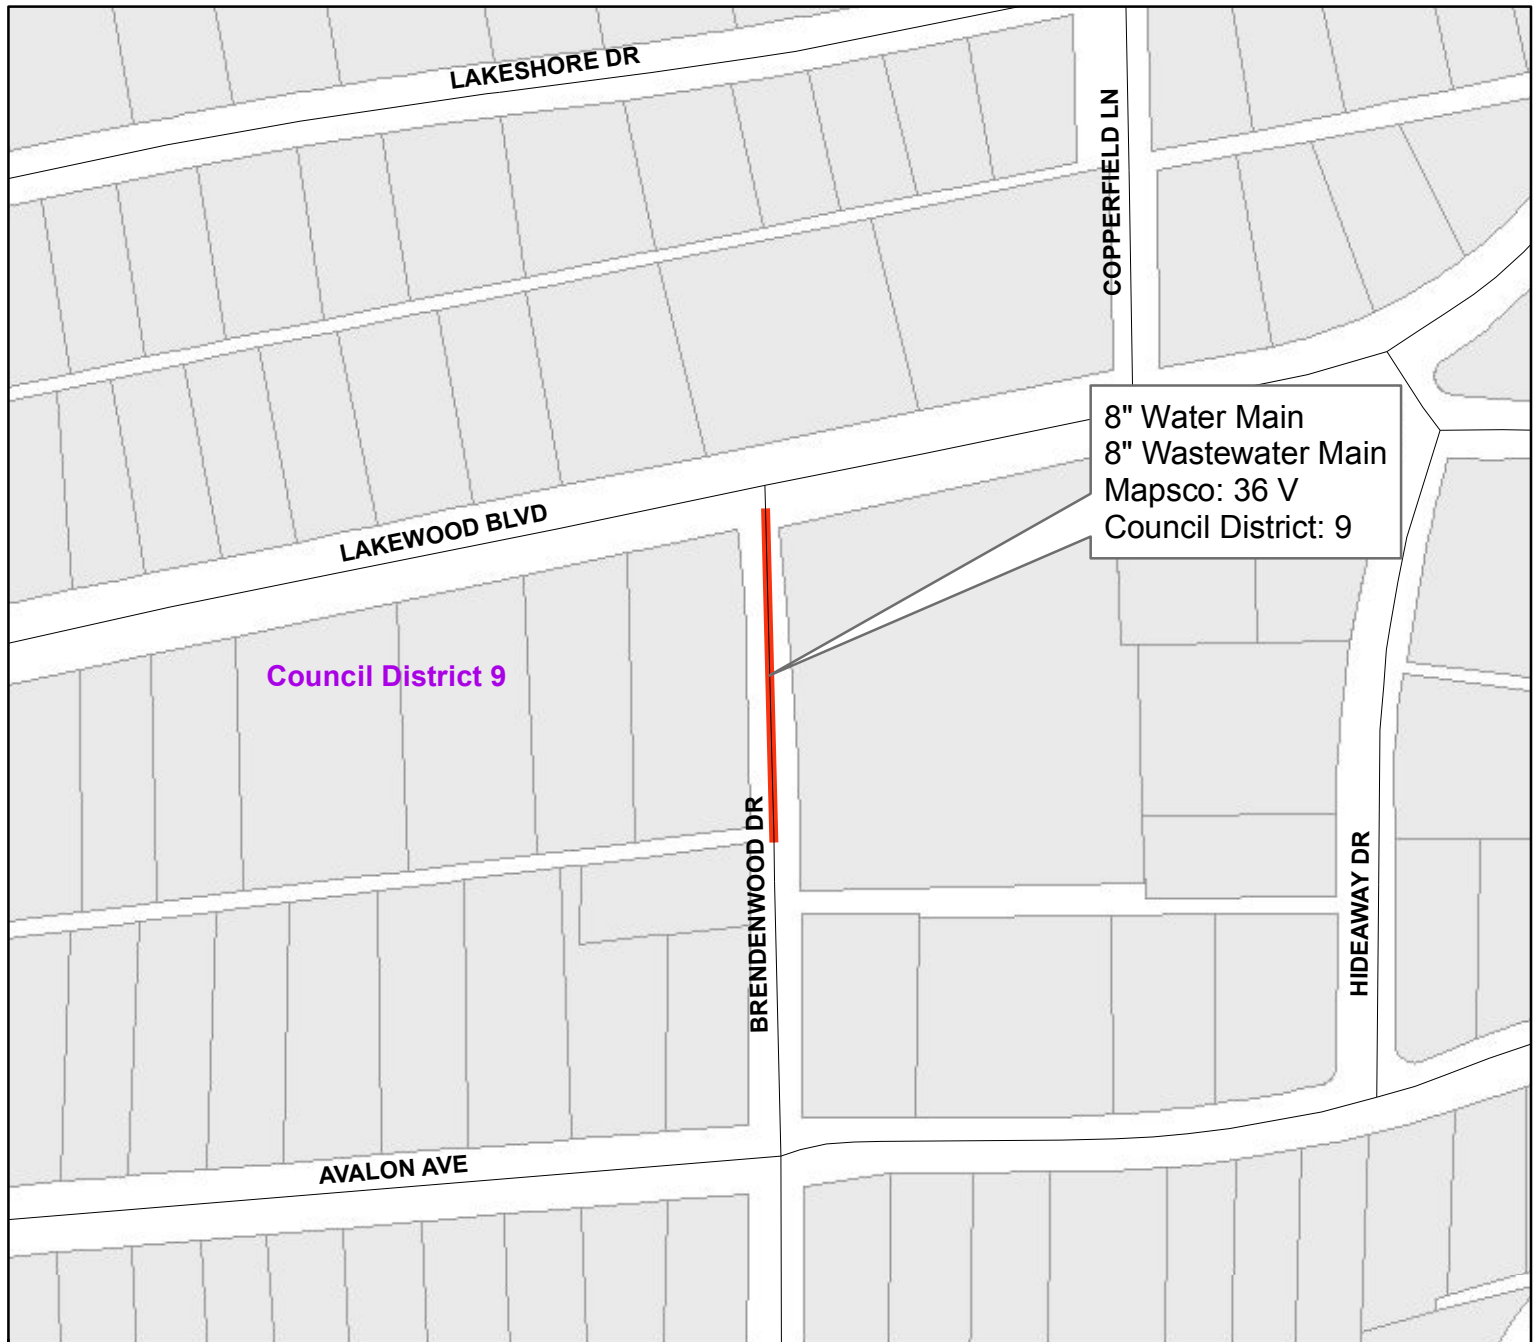 LAKESHORE DR
COPPERFIELD LN
8" Water Main
8" Wastewater Main
Mapsco: 36 V
Council District: 9
LAKEWOOD BLVD
Council District 9
BRENDENWOOD DR
HIDEAWAY DR
AVALON AVE